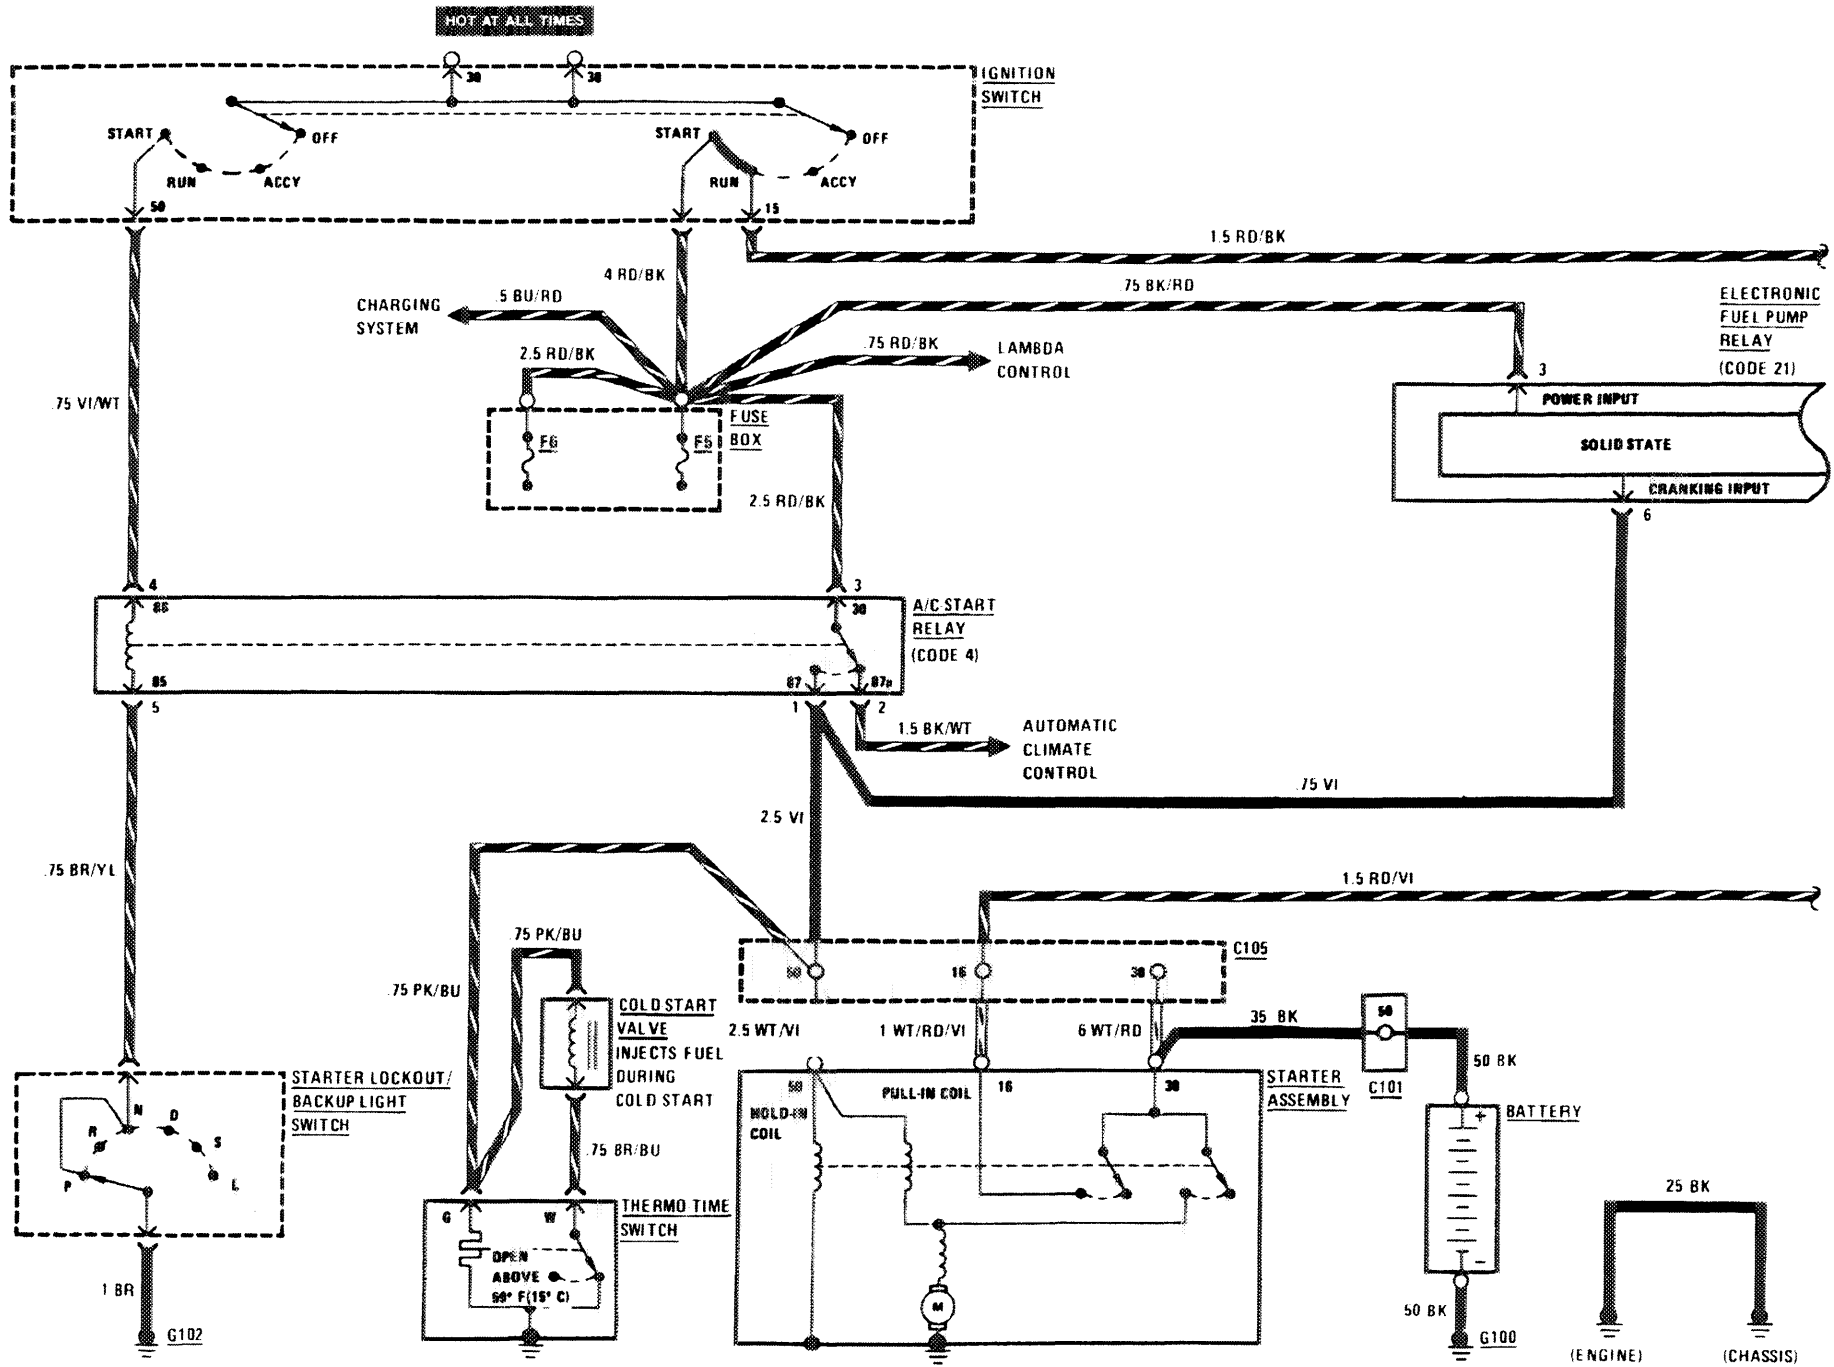 HOT AT ALL TIMES
30
30
IGNITION
SWITCH
START
OFF
RUN
ACCY
50
START
OFF
RUN
ACCY
15
1.5 RD/BK
4 RD/BK
.5 BU/RD
CHARGING
SYSTEM
.75 BK/RD
ELECTRONIC
FUEL PUMP
RELAY
(CODE 21)
2.5 RD/BK
.75 RD/BK
LAMBDA
CONTROL
3
POWER INPUT
SOLID STATE
CRANKING INPUT
6
.75 VI/WT
FUSE
BOX
F6
F5
2.5 RD/BK
4
86
3
30
A/C START
RELAY
(CODE 4)
85
87
5
1
2
1.5 BK/WT
AUTOMATIC
CLIMATE
CONTROL
.75 VI
2.5 VI
.75 BR/YL
1.5 RD/VI
.75 PK/BU
.75 PK/BU
50
16
30
C105
COLD START
VALVE
INJECTS FUEL
DURING
COLD START
2.5 WT/VI
1 WT/RD/VI
6 WT/RD
35 BK
50
C101
50 BK
STARTER LOCKOUT/
BACKUP LIGHT
SWITCH
N
D
R
S
P
L
50
PULL-IN COIL
16
30
STARTER
ASSEMBLY
HOLD-IN
COIL
BATTERY
+
-
.75 BR/BU
THERMO TIME
SWITCH
G
W
OPEN
ABOVE
59° F(15° C)
M
25 BK
1 BR
G102
50 BK
G100
(ENGINE)
(CHASSIS)